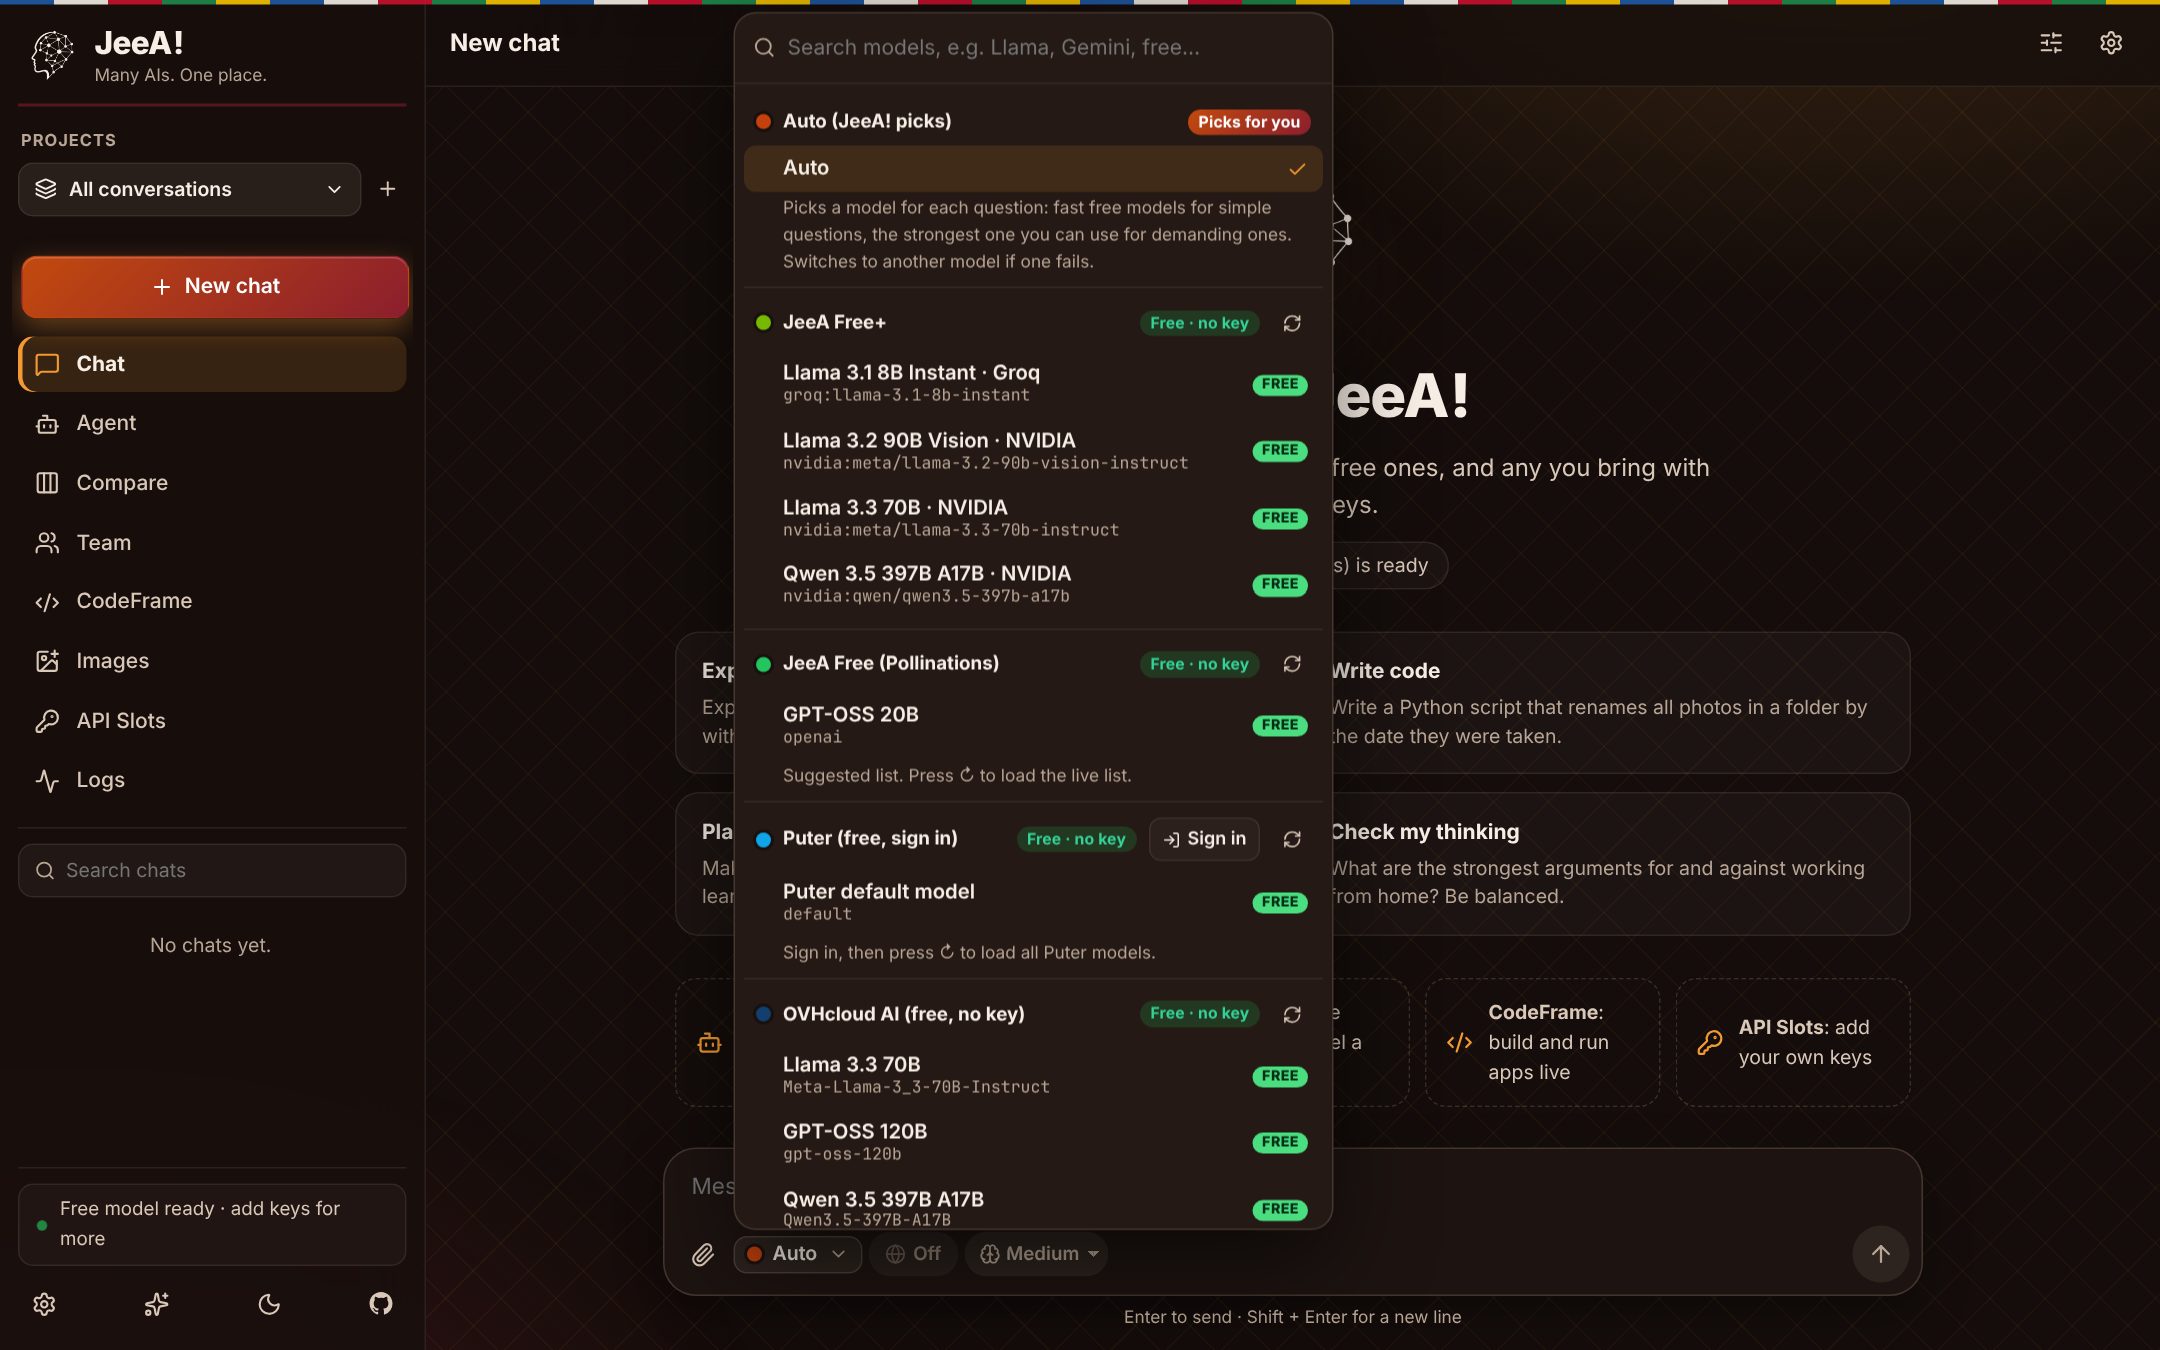 JeeA!
Many AIs. One place.
PROJECTS
All conversations
New chat
Chat
Agent
Compare
Team
CodeFrame
Images
API Slots
Logs
Search chats
No chats yet.
Free model ready · add keys for
more
New chat
Search models, e.g. Llama, Gemini, free...
Auto (JeeA! picks)
Picks for you
Auto
Picks a model for each question: fast free models for simple
questions, the strongest one you can use for demanding ones.
Switches to another model if one fails.
JeeA Free+
Free · no key
Llama 3.1 8B Instant · Groq
groq:llama-3.1-8b-instant
FREE
Llama 3.2 90B Vision · NVIDIA
nvidia:meta/llama-3.2-90b-vision-instruct
FREE
Llama 3.3 70B · NVIDIA
nvidia:meta/llama-3.3-70b-instruct
FREE
Qwen 3.5 397B A17B · NVIDIA
nvidia:qwen/qwen3.5-397b-a17b
FREE
JeeA Free (Pollinations)
Free · no key
GPT-OSS 20B
openai
FREE
Suggested list. Press ↻ to load the live list.
Puter (free, sign in)
Free · no key
Sign in
Puter default model
default
FREE
Sign in, then press ↻ to load all Puter models.
OVHcloud AI (free, no key)
Free · no key
Llama 3.3 70B
Meta-Llama-3_3-70B-Instruct
FREE
GPT-OSS 120B
gpt-oss-120b
FREE
Qwen 3.5 397B A17B
Qwen3.5-397B-A17B
FREE
eeA!
free ones, and any you bring with
eys.
s) is ready
Write code
Write a Python script that renames all photos in a folder by
the date they were taken.
Check my thinking
What are the strongest arguments for and against working
from home? Be balanced.
CodeFrame:
build and run
apps live
API Slots: add
your own keys
Auto
Off
Medium
Enter to send · Shift + Enter for a new line